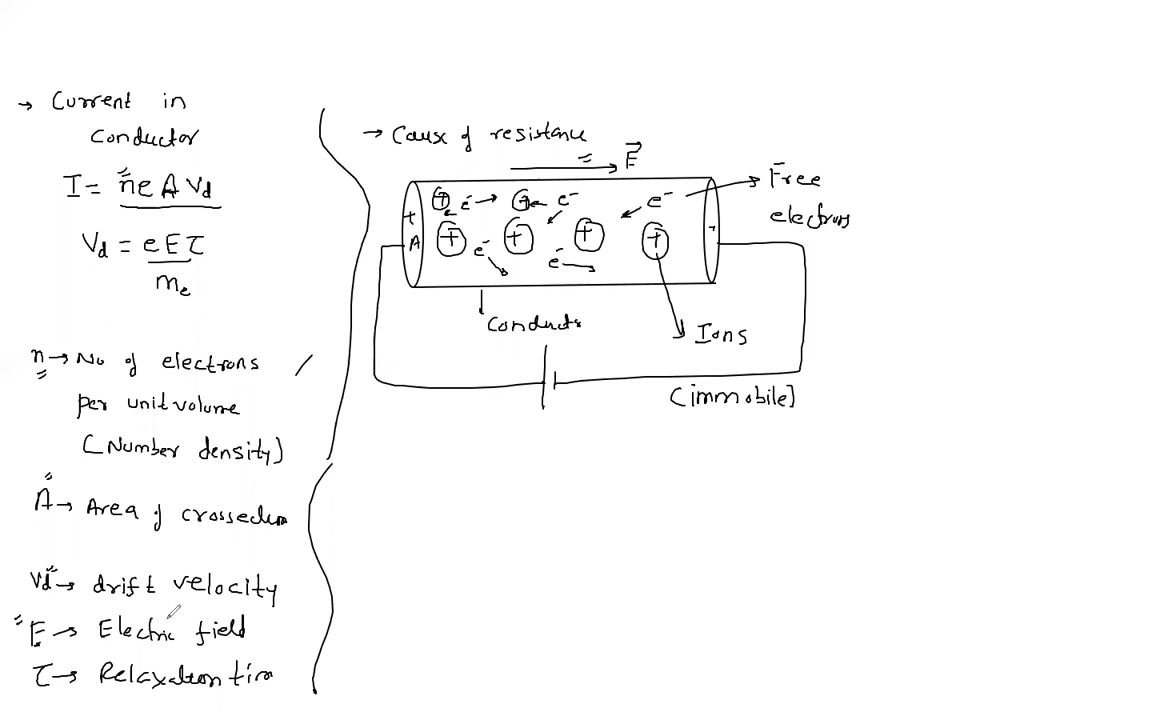 → Current in
conductor
I = neAVd
Vd = eEτ
me
n → No of electrons
per unit volume
(Number density)
A → Area of crossection
Vd → drift velocity
E → Electric field
τ → Relaxation time
→ Cause of resistance
E
+ e- → + e- e- → Free
electrons
+ A + e- + e- + + -
Conductor
Ions
(immobile)